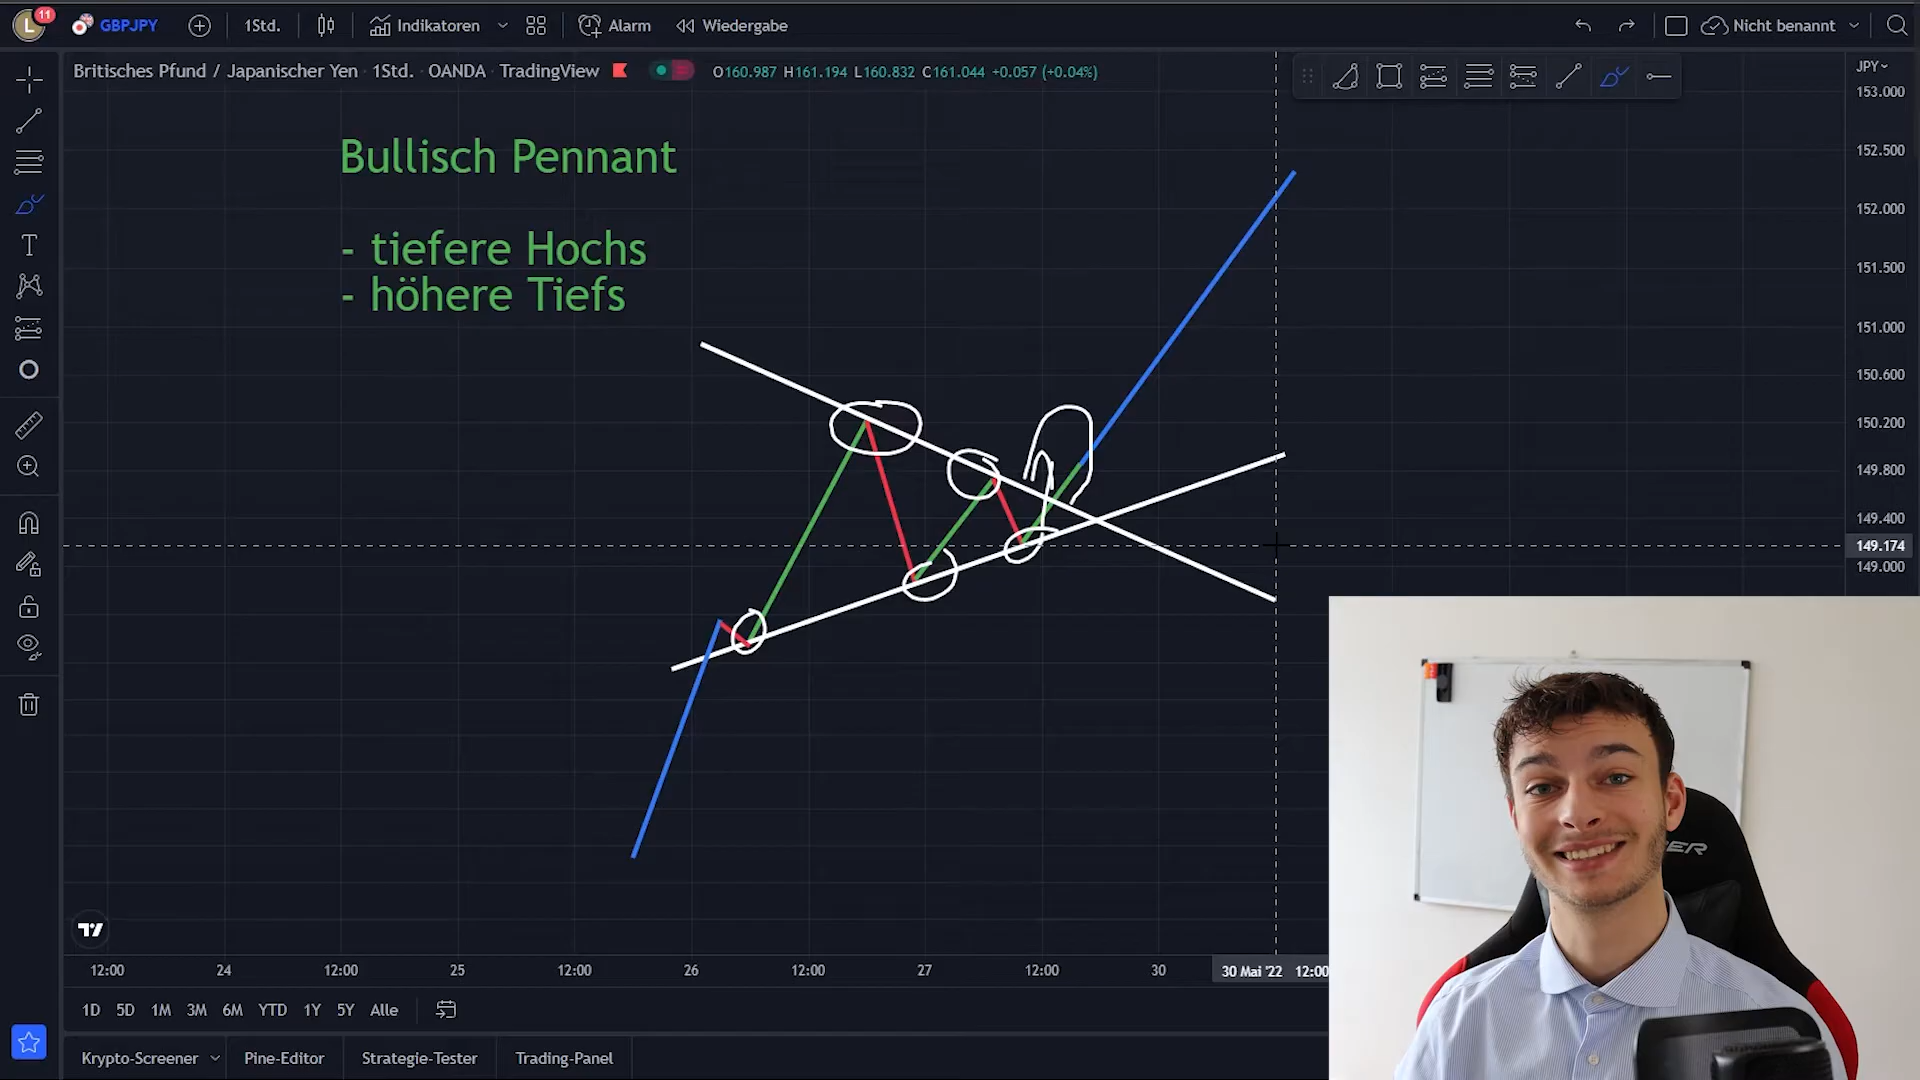 L
11
GBPJPY
1Std.
Indikatoren
Alarm
Wiedergabe
Nicht benannt
Britisches Pfund / Japanischer Yen · 1Std. · OANDA · TradingView
O160.987 H161.194 L160.832 C161.044 +0.057 (+0.04%)
JPY
153.000
Bullisch Pennant
152.500
152.000
- tiefere Hochs
151.500
- höhere Tiefs
151.000
150.600
150.200
149.800
149.400
149.174
149.000
12:00 24 12:00 25 12:00 26 12:00 27 12:00 30 30 Mai '22 12:00
1D 5D 1M 3M 6M YTD 1Y 5Y Alle
Krypto-Screener Pine-Editor Strategie-Tester Trading-Panel